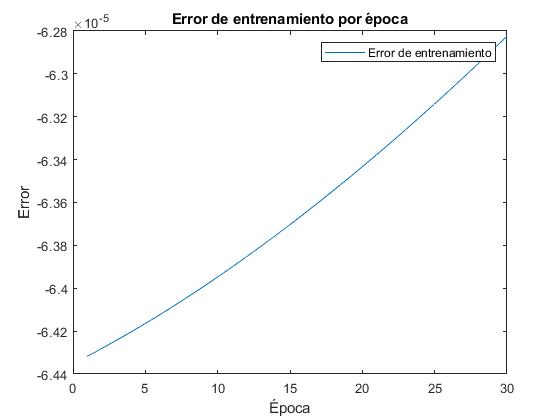 Error de entrenamiento por época
×10-5
Error de entrenamiento
-6.28
-6.3
-6.32
-6.34
-6.36
-6.38
-6.4
-6.42
-6.44
Error
0 5 10 15 20 25 30
Época